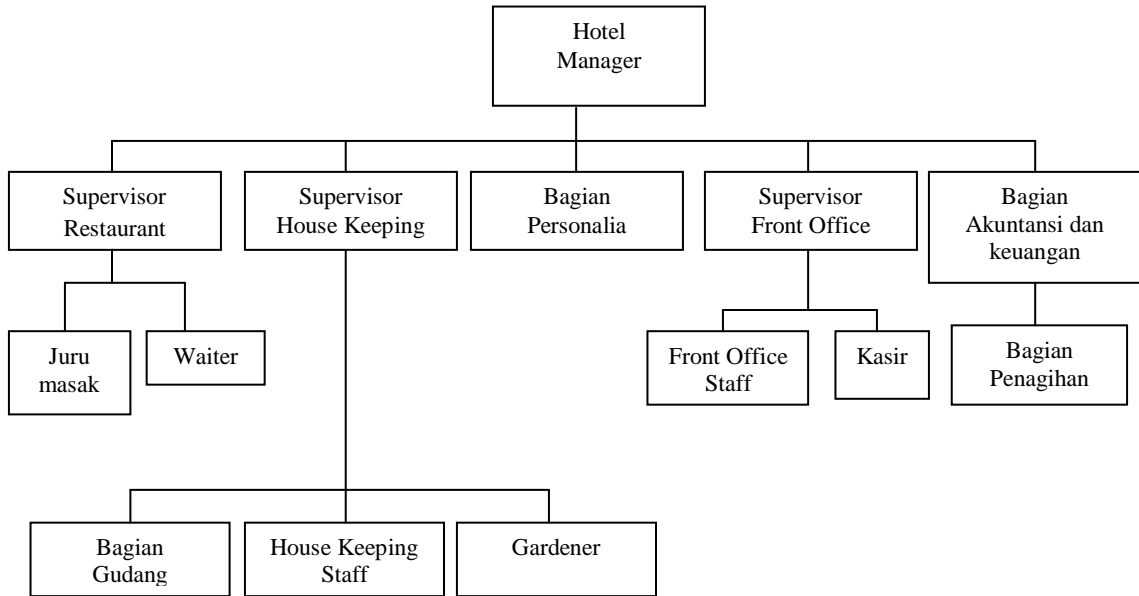 Hotel
Manager
Supervisor
Restaurant
Supervisor
House Keeping
Bagian
Personalia
Supervisor
Front Office
Bagian
Akuntansi dan
keuangan
Juru
masak
Waiter
Front Office
Staff
Kasir
Bagian
Penagihan
Bagian
Gudang
House Keeping
Staff
Gardener